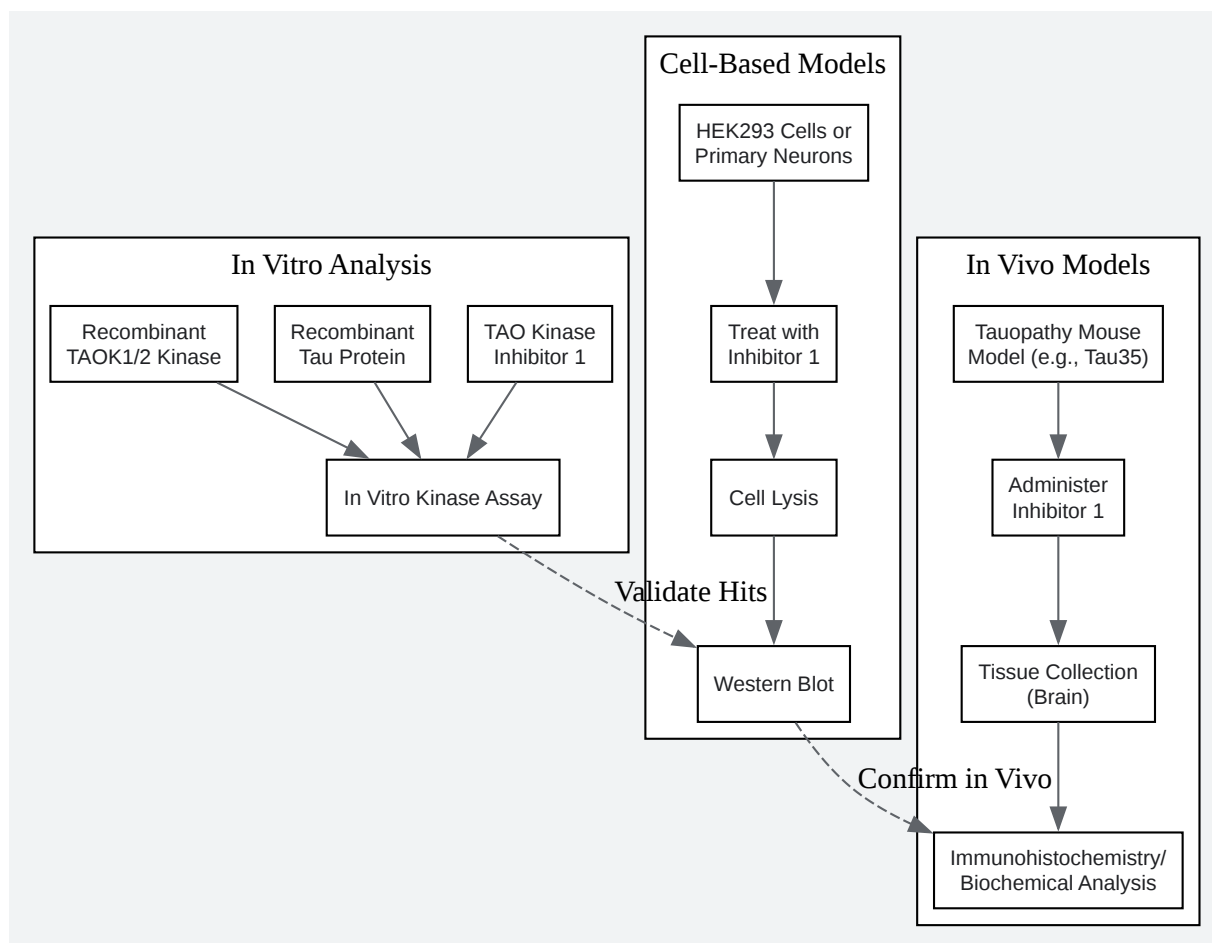 In Vitro Analysis
Recombinant
TAOK1/2 Kinase
Recombinant
Tau Protein
TAO Kinase
Inhibitor 1
In Vitro Kinase Assay
Validate Hits
Cell-Based Models
HEK293 Cells or
Primary Neurons
Treat with
Inhibitor 1
Cell Lysis
Western Blot
Confirm in Vivo
In Vivo Models
Tauopathy Mouse
Model (e.g., Tau35)
Administer
Inhibitor 1
Tissue Collection
(Brain)
Immunohistochemistry/
Biochemical Analysis